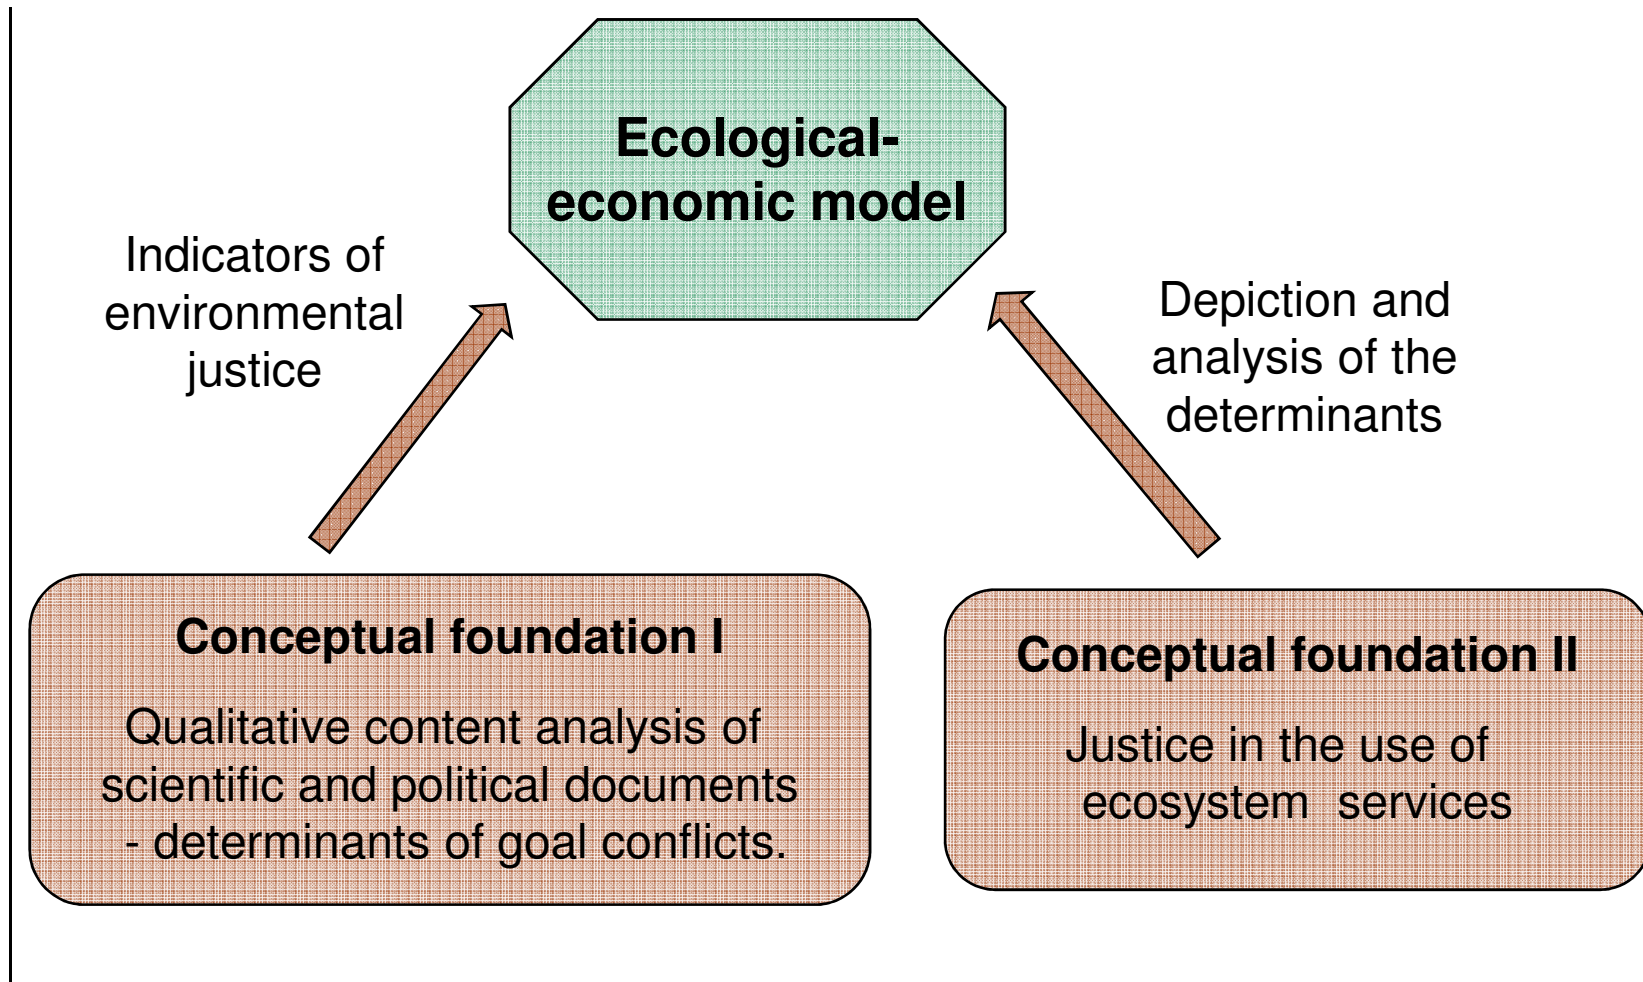 Ecological-
economic model
Indicators of
environmental
justice
Depiction and
analysis of the
determinants
Conceptual foundation I
Qualitative content analysis of
scientific and political documents
- determinants of goal conflicts.
Conceptual foundation II
Justice in the use of
ecosystem  services